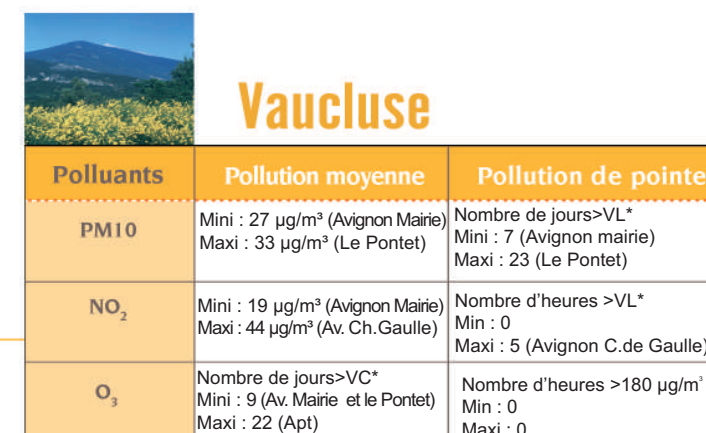 Vaucluse
Polluants
Pollution moyenne
Pollution de pointe
PM10
Mini : 27 µg/m³ (Avignon Mairie)
Maxi : 33 µg/m³ (Le Pontet)
Nombre de jours>VL*
Mini : 7 (Avignon mairie)
Maxi : 23 (Le Pontet)
NO₂
Mini : 19 µg/m³ (Avignon Mairie)
Maxi : 44 µg/m³ (Av. Ch.Gaulle)
Nombre d'heures >VL*
Min : 0
Maxi : 5 (Avignon C.de Gaulle)
O₃
Nombre de jours>VC*
Mini : 9 (Av. Mairie et le Pontet)
Maxi : 22 (Apt)
Nombre d'heures >180 µg/m³
Min : 0
Maxi : 0